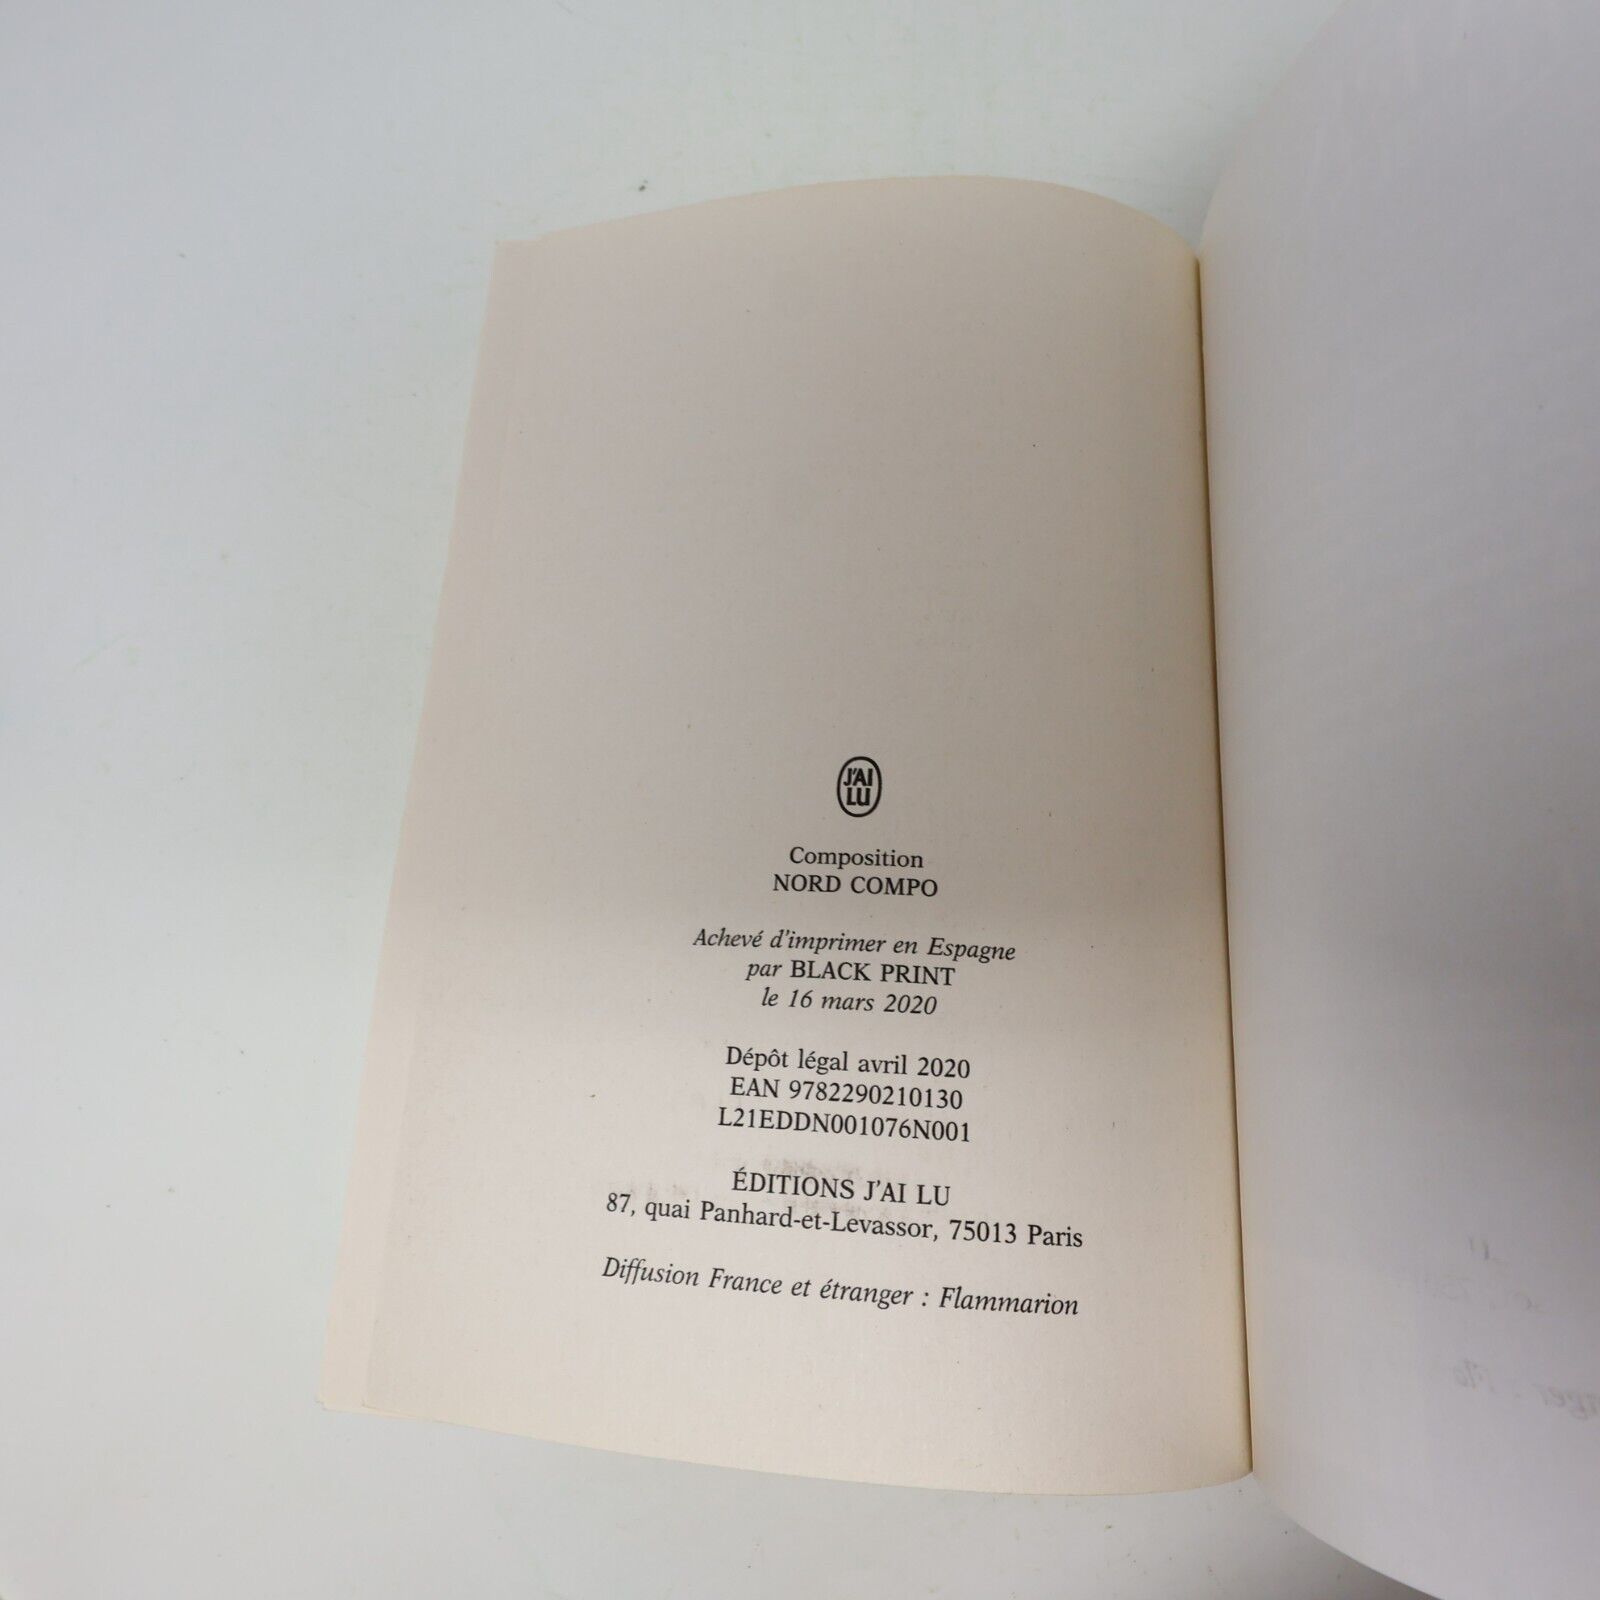 J'AI
LU
Composition
NORD COMPO
Achevé d'imprimer en Espagne
par BLACK PRINT
le 16 mars 2020
Dépôt légal avril 2020
EAN 9782290210130
L21EDDN001076N001
ÉDITIONS J'AI LU
87, quai Panhard-et-Levassor, 75013 Paris
Diffusion France et étranger : Flammarion